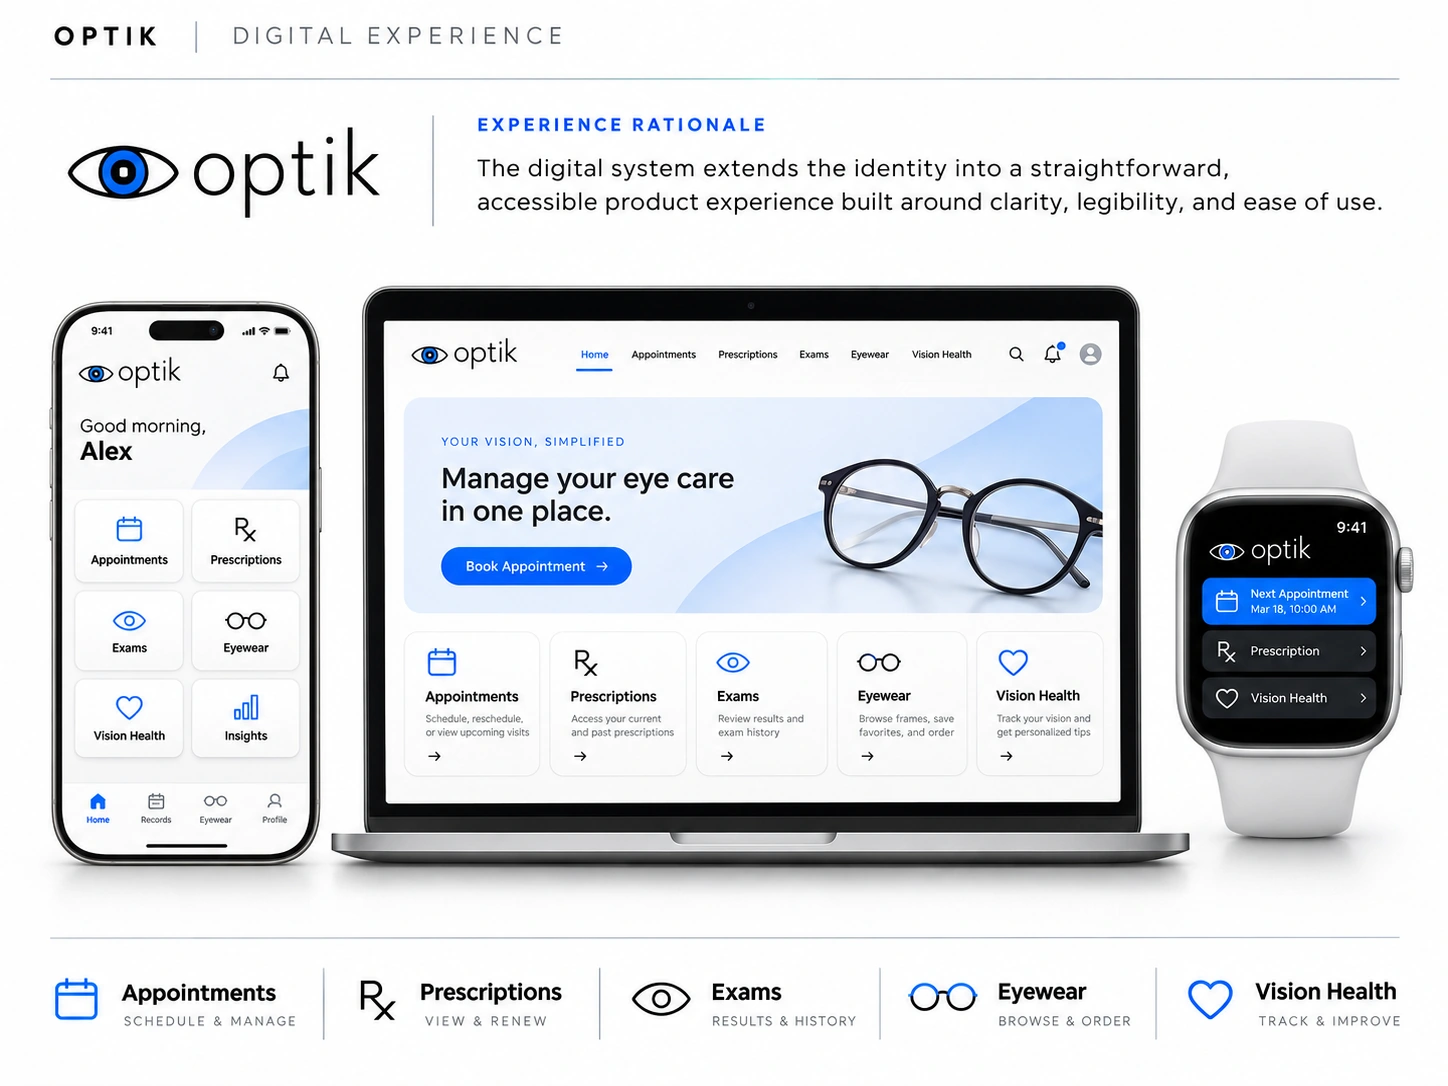 OPTIK | DIGITAL EXPERIENCE
optik
EXPERIENCE RATIONALE
The digital system extends the identity into a straightforward,
accessible product experience built around clarity, legibility, and ease of use.
9:41
optik
Good morning,
Alex
Appointments
Prescriptions
Exams
Eyewear
Vision Health
Insights
Home
Records
Eyewear
Profile
optik
Home
Appointments
Prescriptions
Exams
Eyewear
Vision Health
YOUR VISION, SIMPLIFIED
Manage your eye care
in one place.
Book Appointment →
Rx
Appointments
Schedule, reschedule,
or view upcoming visits
→
Prescriptions
Access your current
and past prescriptions
→
Exams
Review results and
exam history
→
Eyewear
Browse frames, save
favorites, and order
→
Vision Health
Track your vision and
get personalized tips
→
9:41
optik
Next Appointment
Mar 18, 10:00 AM
Rx Prescription
Vision Health
Appointments
SCHEDULE & MANAGE
Rx
Prescriptions
VIEW & RENEW
Exams
RESULTS & HISTORY
Eyewear
BROWSE & ORDER
Vision Health
TRACK & IMPROVE